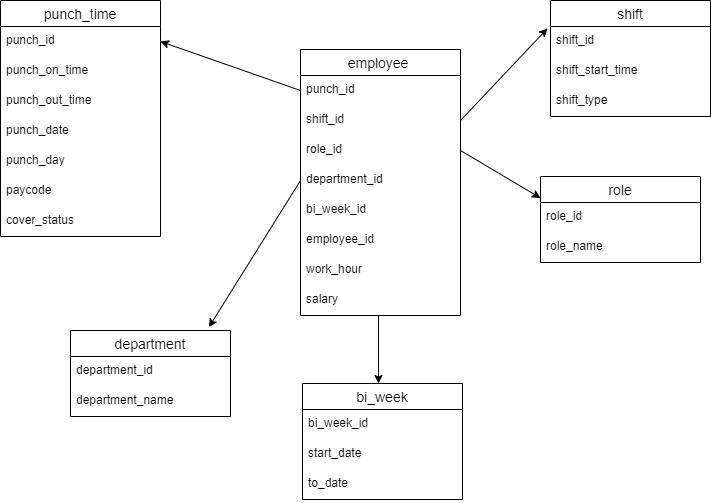 punch_time
punch_id
punch_on_time
punch_out_time
punch_date
punch_day
paycode
cover_status
employee
punch_id
shift_id
role_id
department_id
bi_week_id
employee_id
work_hour
salary
shift
shift_id
shift_start_time
shift_type
role
role_id
role_name
department
department_id
department_name
bi_week
bi_week_id
start_date
to_date